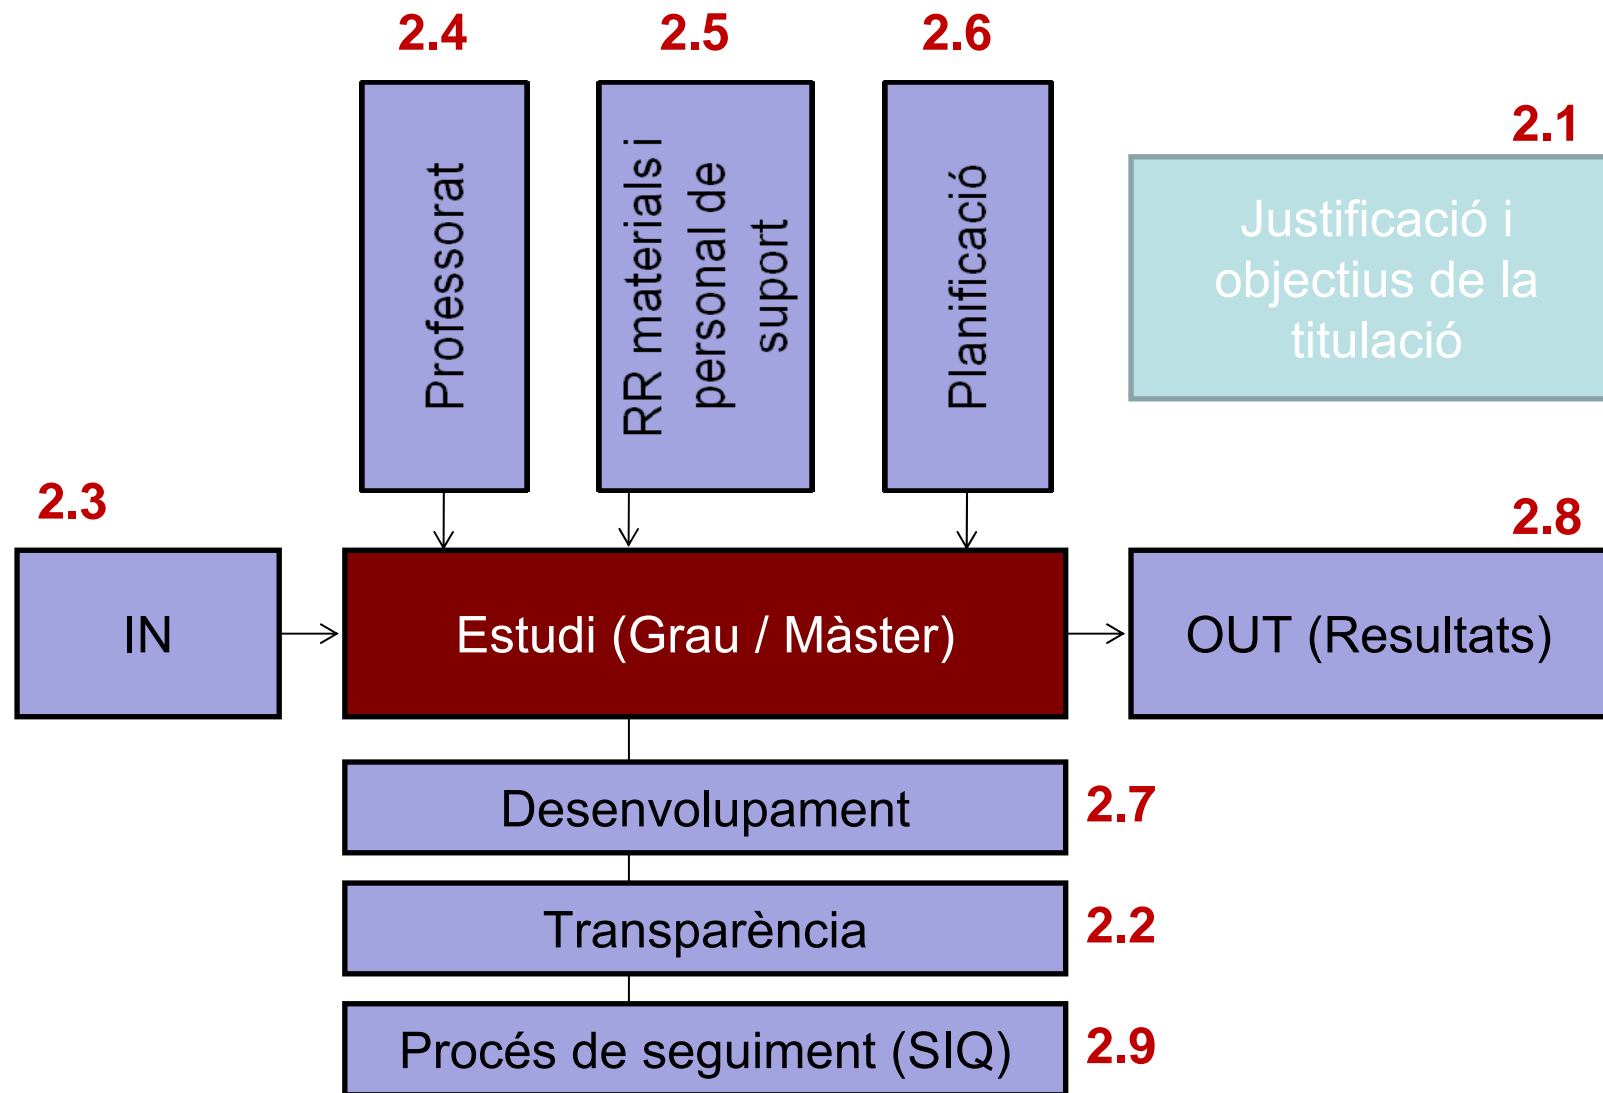 2.4
2.5
2.6
2.1
Professorat
RR materials i
personal de
suport
Planificació
Justificació i
objectius de la
titulació
2.3
2.8
IN
Estudi (Grau / Màster)
OUT (Resultats)
Desenvolupament
2.7
Transparència
2.2
Procés de seguiment (SIQ)
2.9